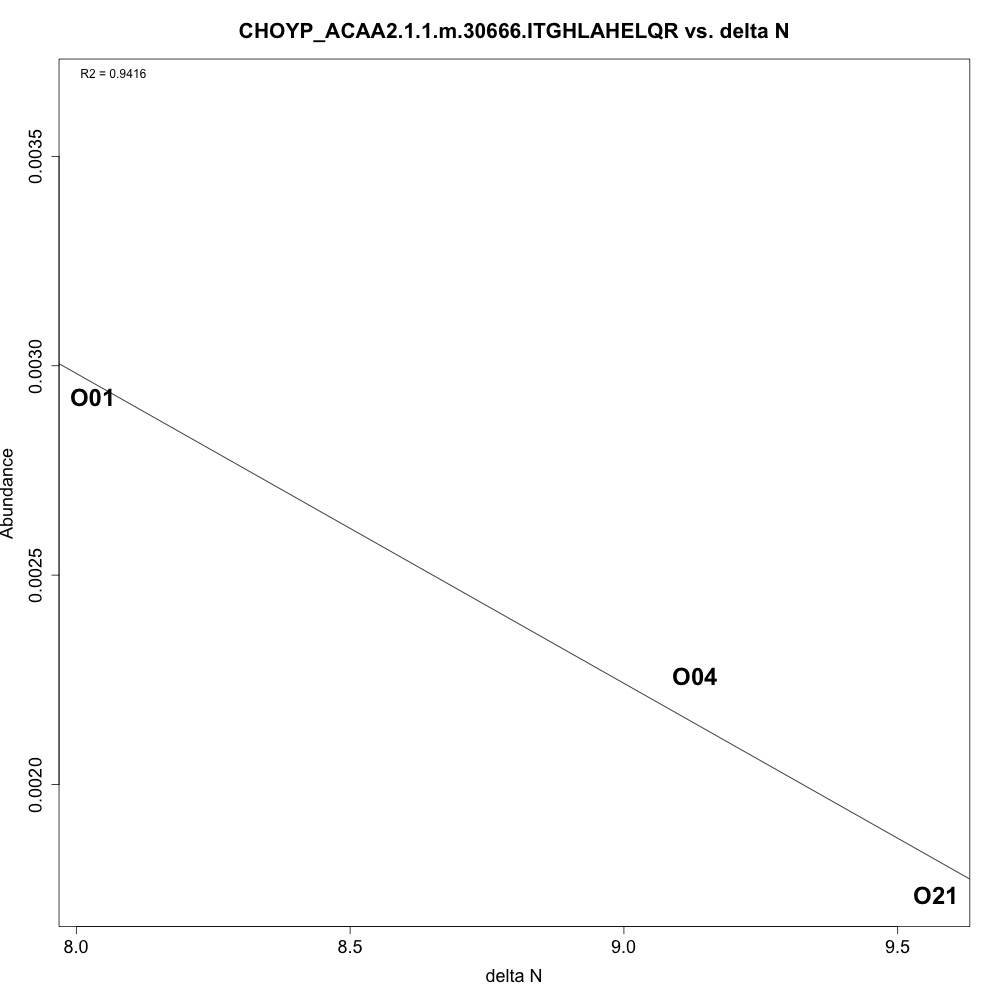 CHOYP_ACAA2.1.1.m.30666.ITGHLAHELQR vs. delta N
R2 = 0.9416
0.0035
0.0030
O01
Abundance
0.0025
O04
0.0020
O21
8.0 8.5 9.0 9.5
delta N